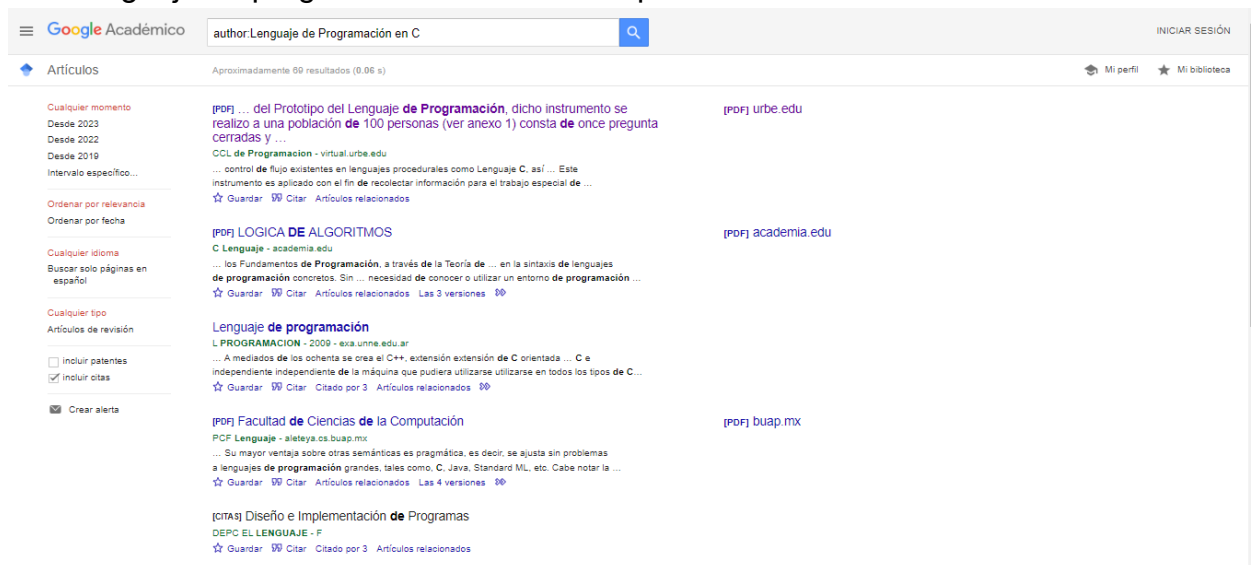 Google Académico
author:Lenguaje de Programación en C
INICIAR SESIÓN
Artículos
Aproximadamente 69 resultados (0.06 s)
Mi perfil
Mi biblioteca
Cualquier momento
Desde 2023
Desde 2022
Desde 2019
Intervalo específico...
Ordenar por relevancia
Ordenar por fecha
Cualquier idioma
Buscar solo páginas en
español
Cualquier tipo
Artículos de revisión
incluir patentes
incluir citas
Crear alerta
[PDF] … del Prototipo del Lenguaje de Programación, dicho instrumento se
realizo a una población de 100 personas (ver anexo 1) consta de once pregunta
cerradas y …
CCL de Programacion - virtual.urbe.edu
… control de flujo existentes en lenguajes procedurales como Lenguaje C, así … Este
instrumento es aplicado con el fin de recolectar información para el trabajo especial de …
Guardar Citar Artículos relacionados
[PDF] urbe.edu
[PDF] LOGICA DE ALGORITMOS
C Lenguaje - academia.edu
… los Fundamentos de Programación, a través de la Teoría de … en la sintaxis de lenguajes
de programación concretos. Sin … necesidad de conocer o utilizar un entorno de programación …
Guardar Citar Artículos relacionados Las 3 versiones
[PDF] academia.edu
Lenguaje de programación
L PROGRAMACION - 2009 - exa.unne.edu.ar
… A mediados de los ochenta se crea el C++, extensión extensión de C orientada … C e
independiente independiente de la máquina que pudiera utilizarse utilizarse en todos los tipos de C…
Guardar Citar Citado por 3 Artículos relacionados
[PDF] Facultad de Ciencias de la Computación
PCF Lenguaje - aleteya.cs.buap.mx
… Su mayor ventaja sobre otras semánticas es pragmática, es decir, se ajusta sin problemas
a lenguajes de programación grandes, tales como, C, Java, Standard ML, etc. Cabe notar la …
Guardar Citar Artículos relacionados Las 4 versiones
[PDF] buap.mx
[CITAS] Diseño e Implementación de Programas
DEPC EL LENGUAJE - F
Guardar Citar Citado por 3 Artículos relacionados